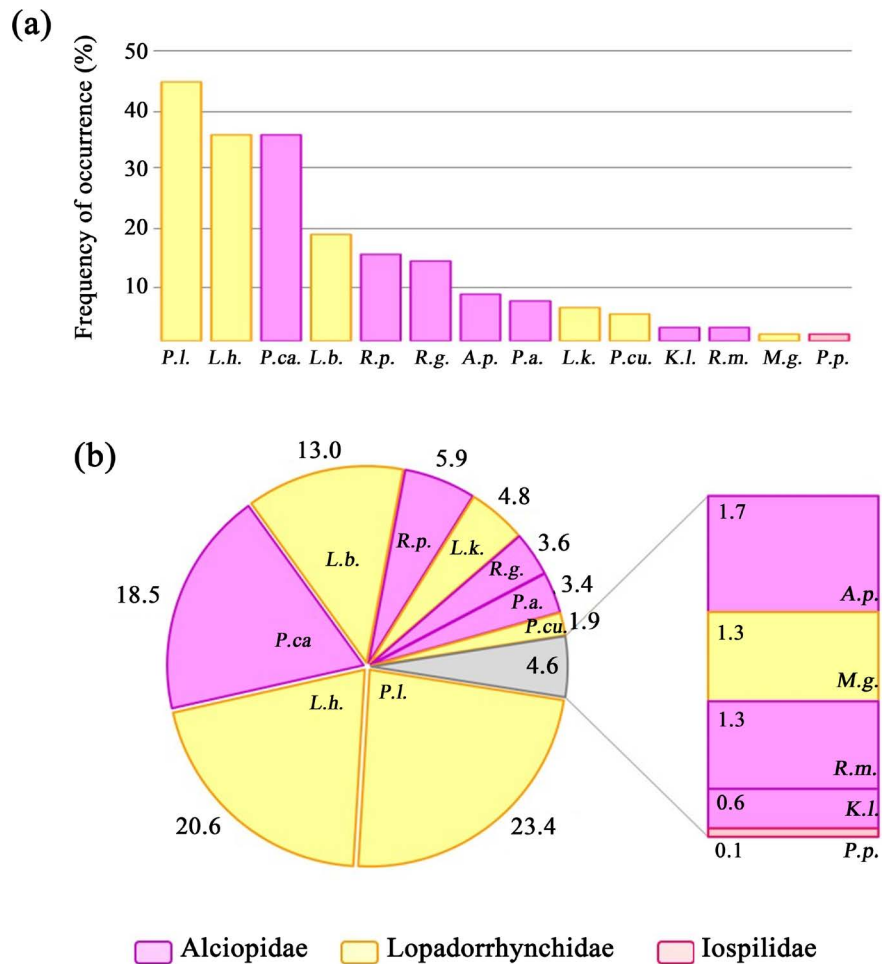 (a)
Frequency of occurrence (%)
50
40
30
20
10
P.l. L.h. P.ca. L.b. R.p. R.g. A.p. P.a. L.k. P.cu. K.l. R.m. M.g. P.p.
(b)
13.0
5.9
4.8
3.6
3.4
1.9
4.6
23.4
20.6
18.5
L.b.
R.p.
L.k.
R.g.
P.a.
P.cu.
P.ca
L.h.
P.l.
1.7
A.p.
1.3
M.g.
1.3
R.m.
0.6
K.l.
0.1
P.p.
Alciopidae Lopadorrhynchidae Iospilidae